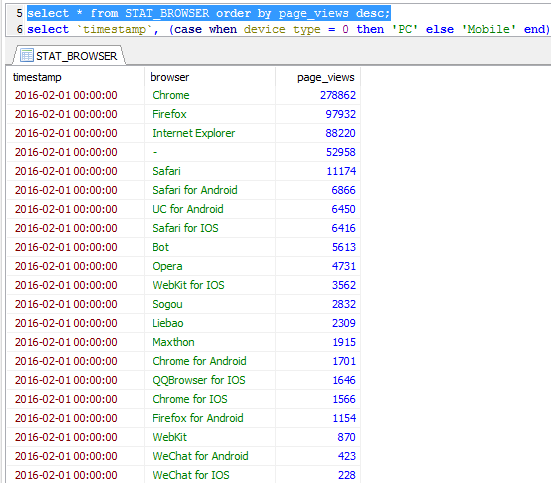 5 select * from STAT_BROWSER order by page_views desc;
6 select `timestamp`, (case when device_type = 0 then 'PC' else 'Mobile' end)
STAT_BROWSER
timestamp browser page_views
2016-02-01 00:00:00 Chrome 278862
2016-02-01 00:00:00 Firefox 97932
2016-02-01 00:00:00 Internet Explorer 88220
2016-02-01 00:00:00 - 52958
2016-02-01 00:00:00 Safari 11174
2016-02-01 00:00:00 Safari for Android 6866
2016-02-01 00:00:00 UC for Android 6450
2016-02-01 00:00:00 Safari for IOS 6416
2016-02-01 00:00:00 Bot 5613
2016-02-01 00:00:00 Opera 4731
2016-02-01 00:00:00 WebKit for IOS 3562
2016-02-01 00:00:00 Sogou 2832
2016-02-01 00:00:00 Liebao 2309
2016-02-01 00:00:00 Maxthon 1915
2016-02-01 00:00:00 Chrome for Android 1701
2016-02-01 00:00:00 QQBrowser for IOS 1646
2016-02-01 00:00:00 Chrome for IOS 1566
2016-02-01 00:00:00 Firefox for Android 1154
2016-02-01 00:00:00 WebKit 870
2016-02-01 00:00:00 WeChat for Android 423
2016-02-01 00:00:00 WeChat for IOS 228